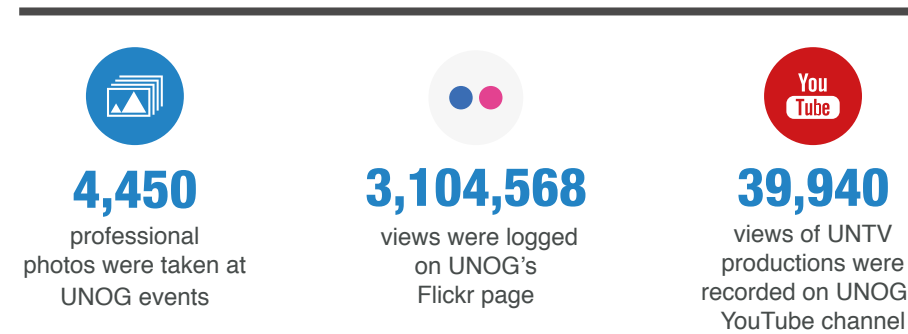 You
Tube
4,450
professional
photos were taken at
UNOG events
3,104,568
views were logged
on UNOG's
Flickr page
39,940
views of UNTV
productions were
recorded on UNOG
YouTube channel